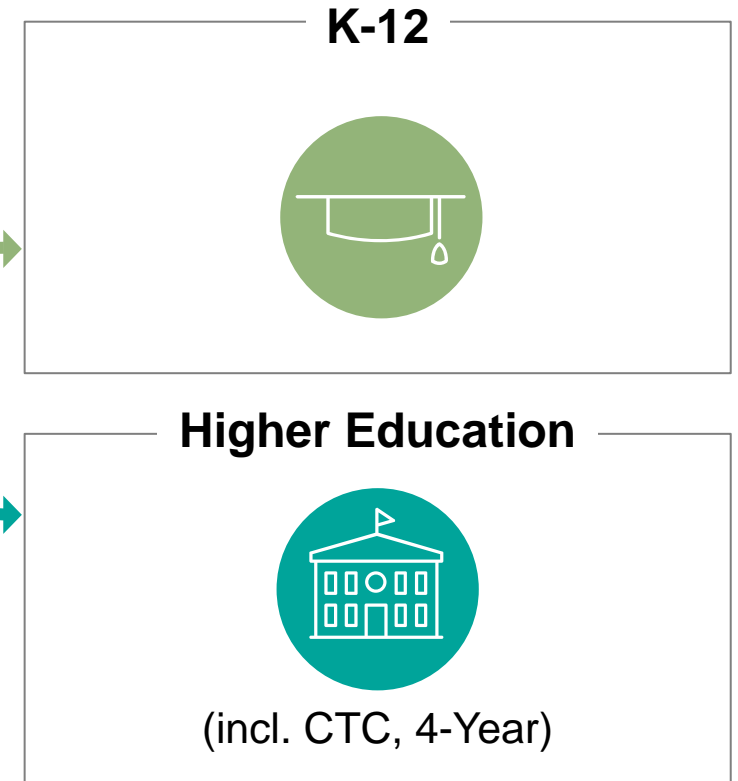 K-12
Higher Education
(incl. CTC, 4-Year)